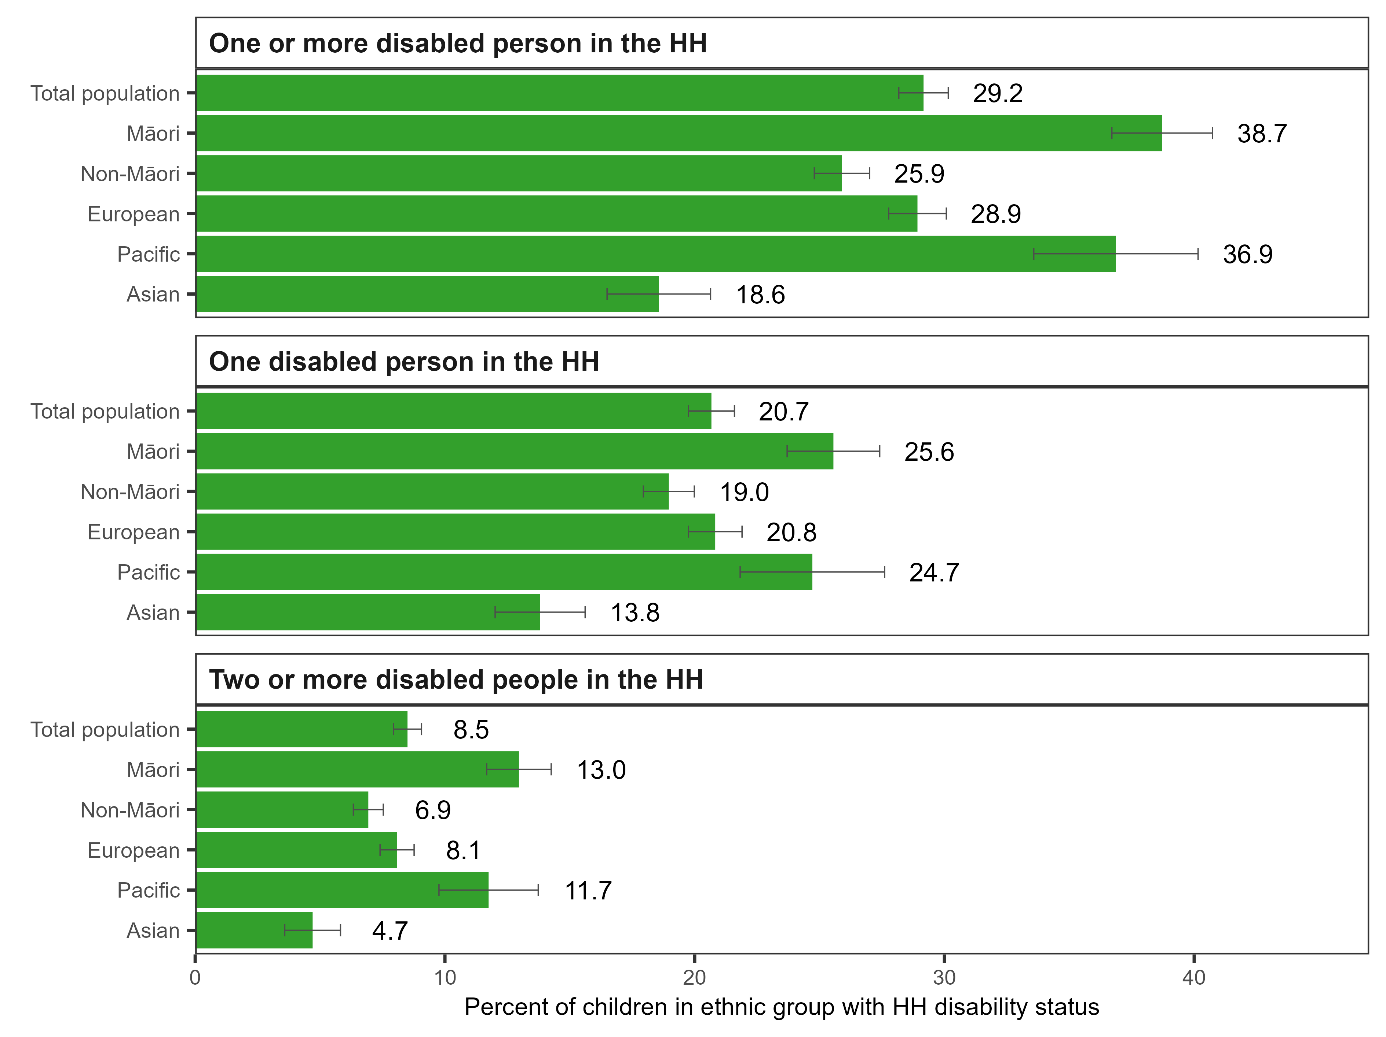 One or more disabled person in the HH
Total population 29.2
Māori 38.7
Non-Māori 25.9
European 28.9
Pacific 36.9
Asian 18.6
One disabled person in the HH
Total population 20.7
Māori 25.6
Non-Māori 19.0
European 20.8
Pacific 24.7
Asian 13.8
Two or more disabled people in the HH
Total population 8.5
Māori 13.0
Non-Māori 6.9
European 8.1
Pacific 11.7
Asian 4.7
0 10 20 30 40
Percent of children in ethnic group with HH disability status